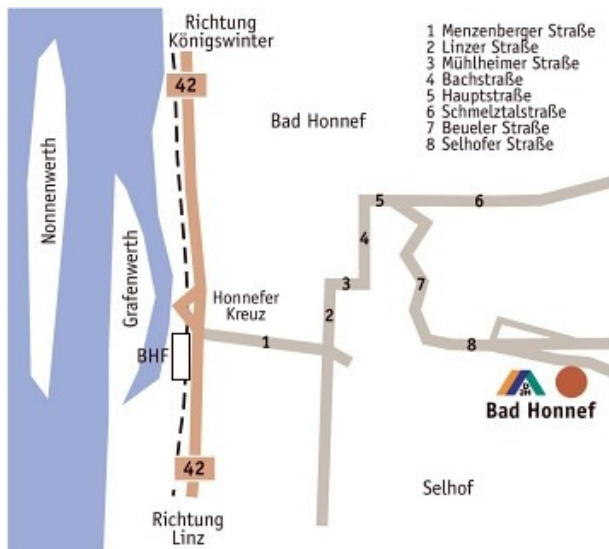 Richtung
Königswinter
42
1 Menzenberger Straße
2 Linzer Straße
3 Mühlheimer Straße
4 Bachstraße
5 Hauptstraße
6 Schmelztalstraße
7 Beueler Straße
8 Selhofer Straße
Bad Honnef
Nonnenwerth
Grafenwerth
5
6
4
3
7
2
Honnefer
Kreuz
1
8
BHF
DJH
Bad Honnef
42
Selhof
Richtung
Linz